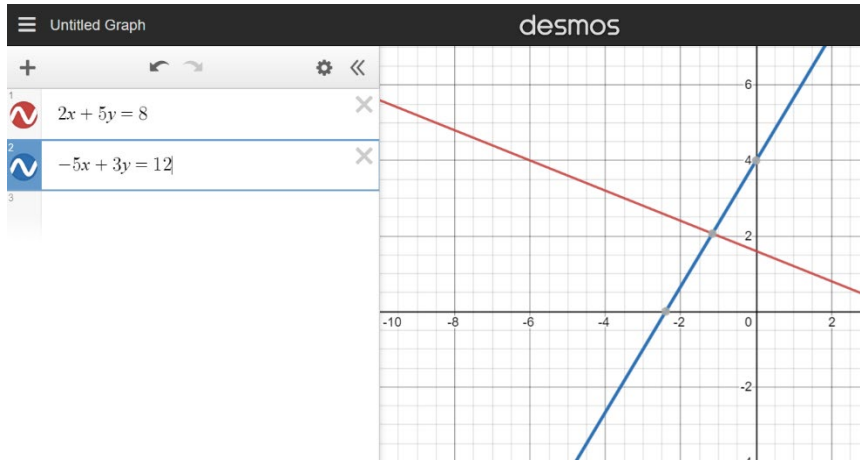 Untitled Graph
desmos
1
2x + 5y = 8
2
−5x + 3y = 12
3
6
4
2
-10 -8 -6 -4 -2 0 2
-2
-4